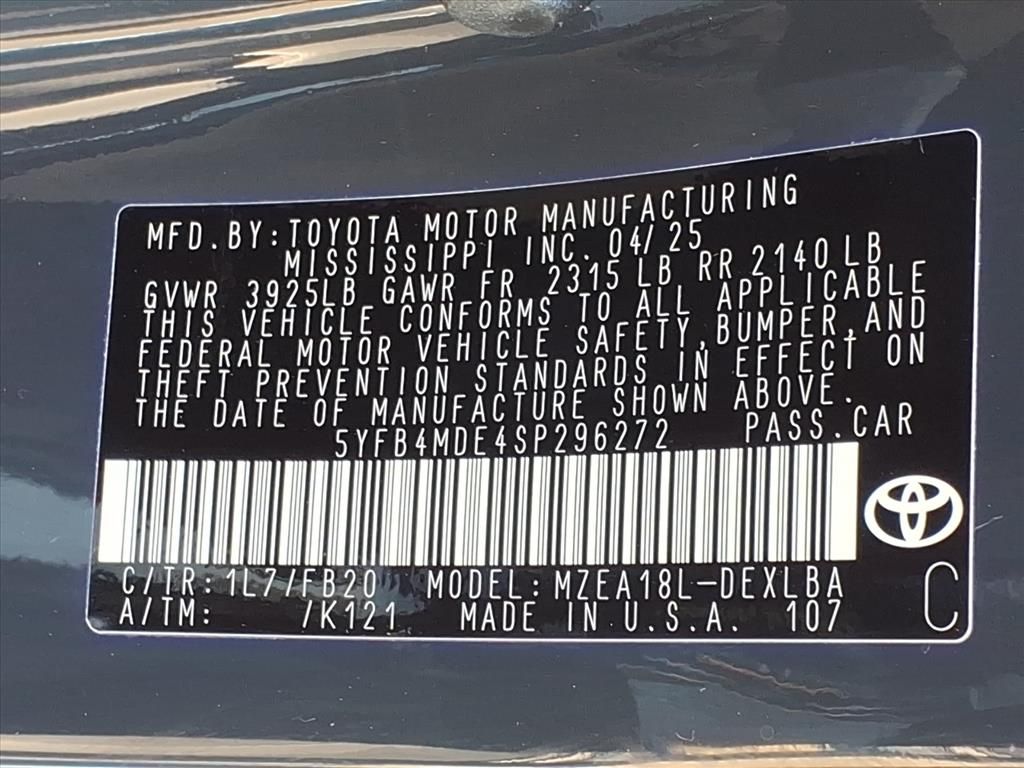 MFD.BY:TOYOTA MOTOR MANUFACTURING
MISSISSIPPI INC. 04/25
GVWR 3925LB GAWR FR 2315 LB RR 2140 LB
THIS VEHICLE CONFORMS TO ALL APPLICABLE
FEDERAL MOTOR VEHICLE SAFETY,BUMPER,AND
THEFT PREVENTION STANDARDS IN EFFECT ON
THE DATE OF MANUFACTURE SHOWN ABOVE.
5YFB4MDE4SP296272 PASS.CAR
C/TR:1L7/FB20 MODEL:MZEA18L-DEXLBA
A/TM: /K121 MADE IN U.S.A. 107
C